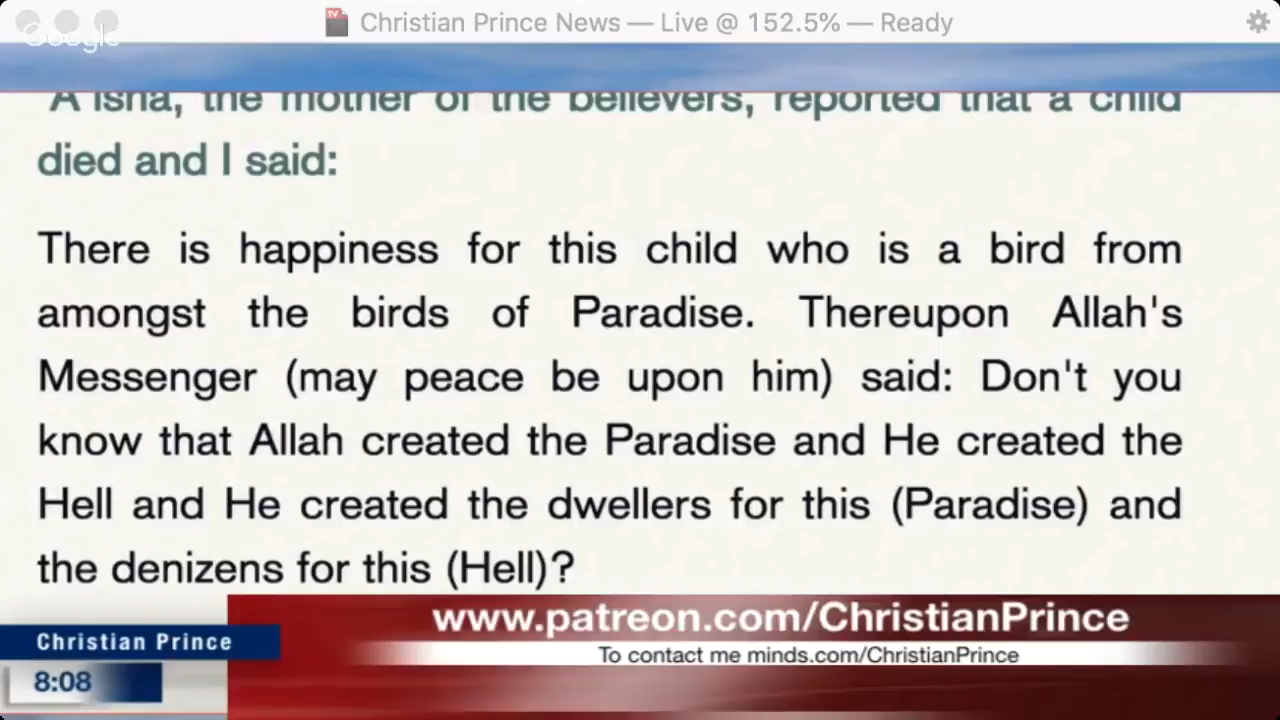 Christian Prince News — Live @ 152.5% — Ready
Google
'A'isha, the mother of the believers, reported that a child
died and I said:
There is happiness for this child who is a bird from
amongst the birds of Paradise. Thereupon Allah's
Messenger (may peace be upon him) said: Don't you
know that Allah created the Paradise and He created the
Hell and He created the dwellers for this (Paradise) and
the denizens for this (Hell)?
www.patreon.com/ChristianPrince
Christian Prince
To contact me minds.com/ChristianPrince
8:08